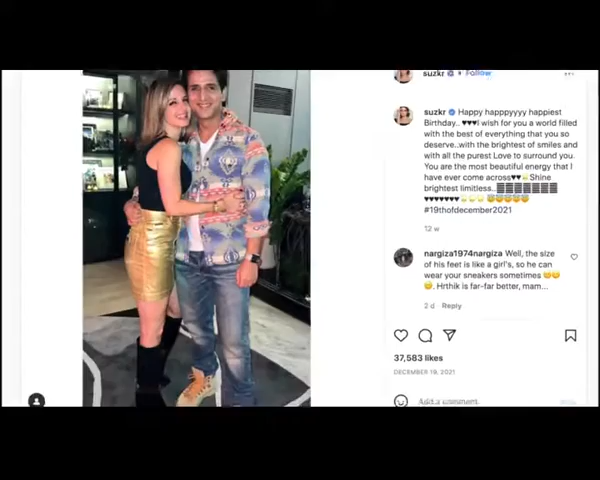 suzkr Follow
suzkr Happy happpyyyy happiest
Birthday.. ♥♥♥I wish for you a world filled
with the best of everything that you so
deserve..with the brightest of smiles and
with all the purest Love to surround you.
You are the most beautiful energy that I
have ever come across♥♥ Shine
brightest limitless..
#19thofdecember2021
12 w
nargiza1974nargiza Well, the size
of his feet is like a girl's, so he can
wear your sneakers sometimes
. Hrthik is far-far better, mam...
2 d Reply
37,583 likes
DECEMBER 19, 2021
Add a comment